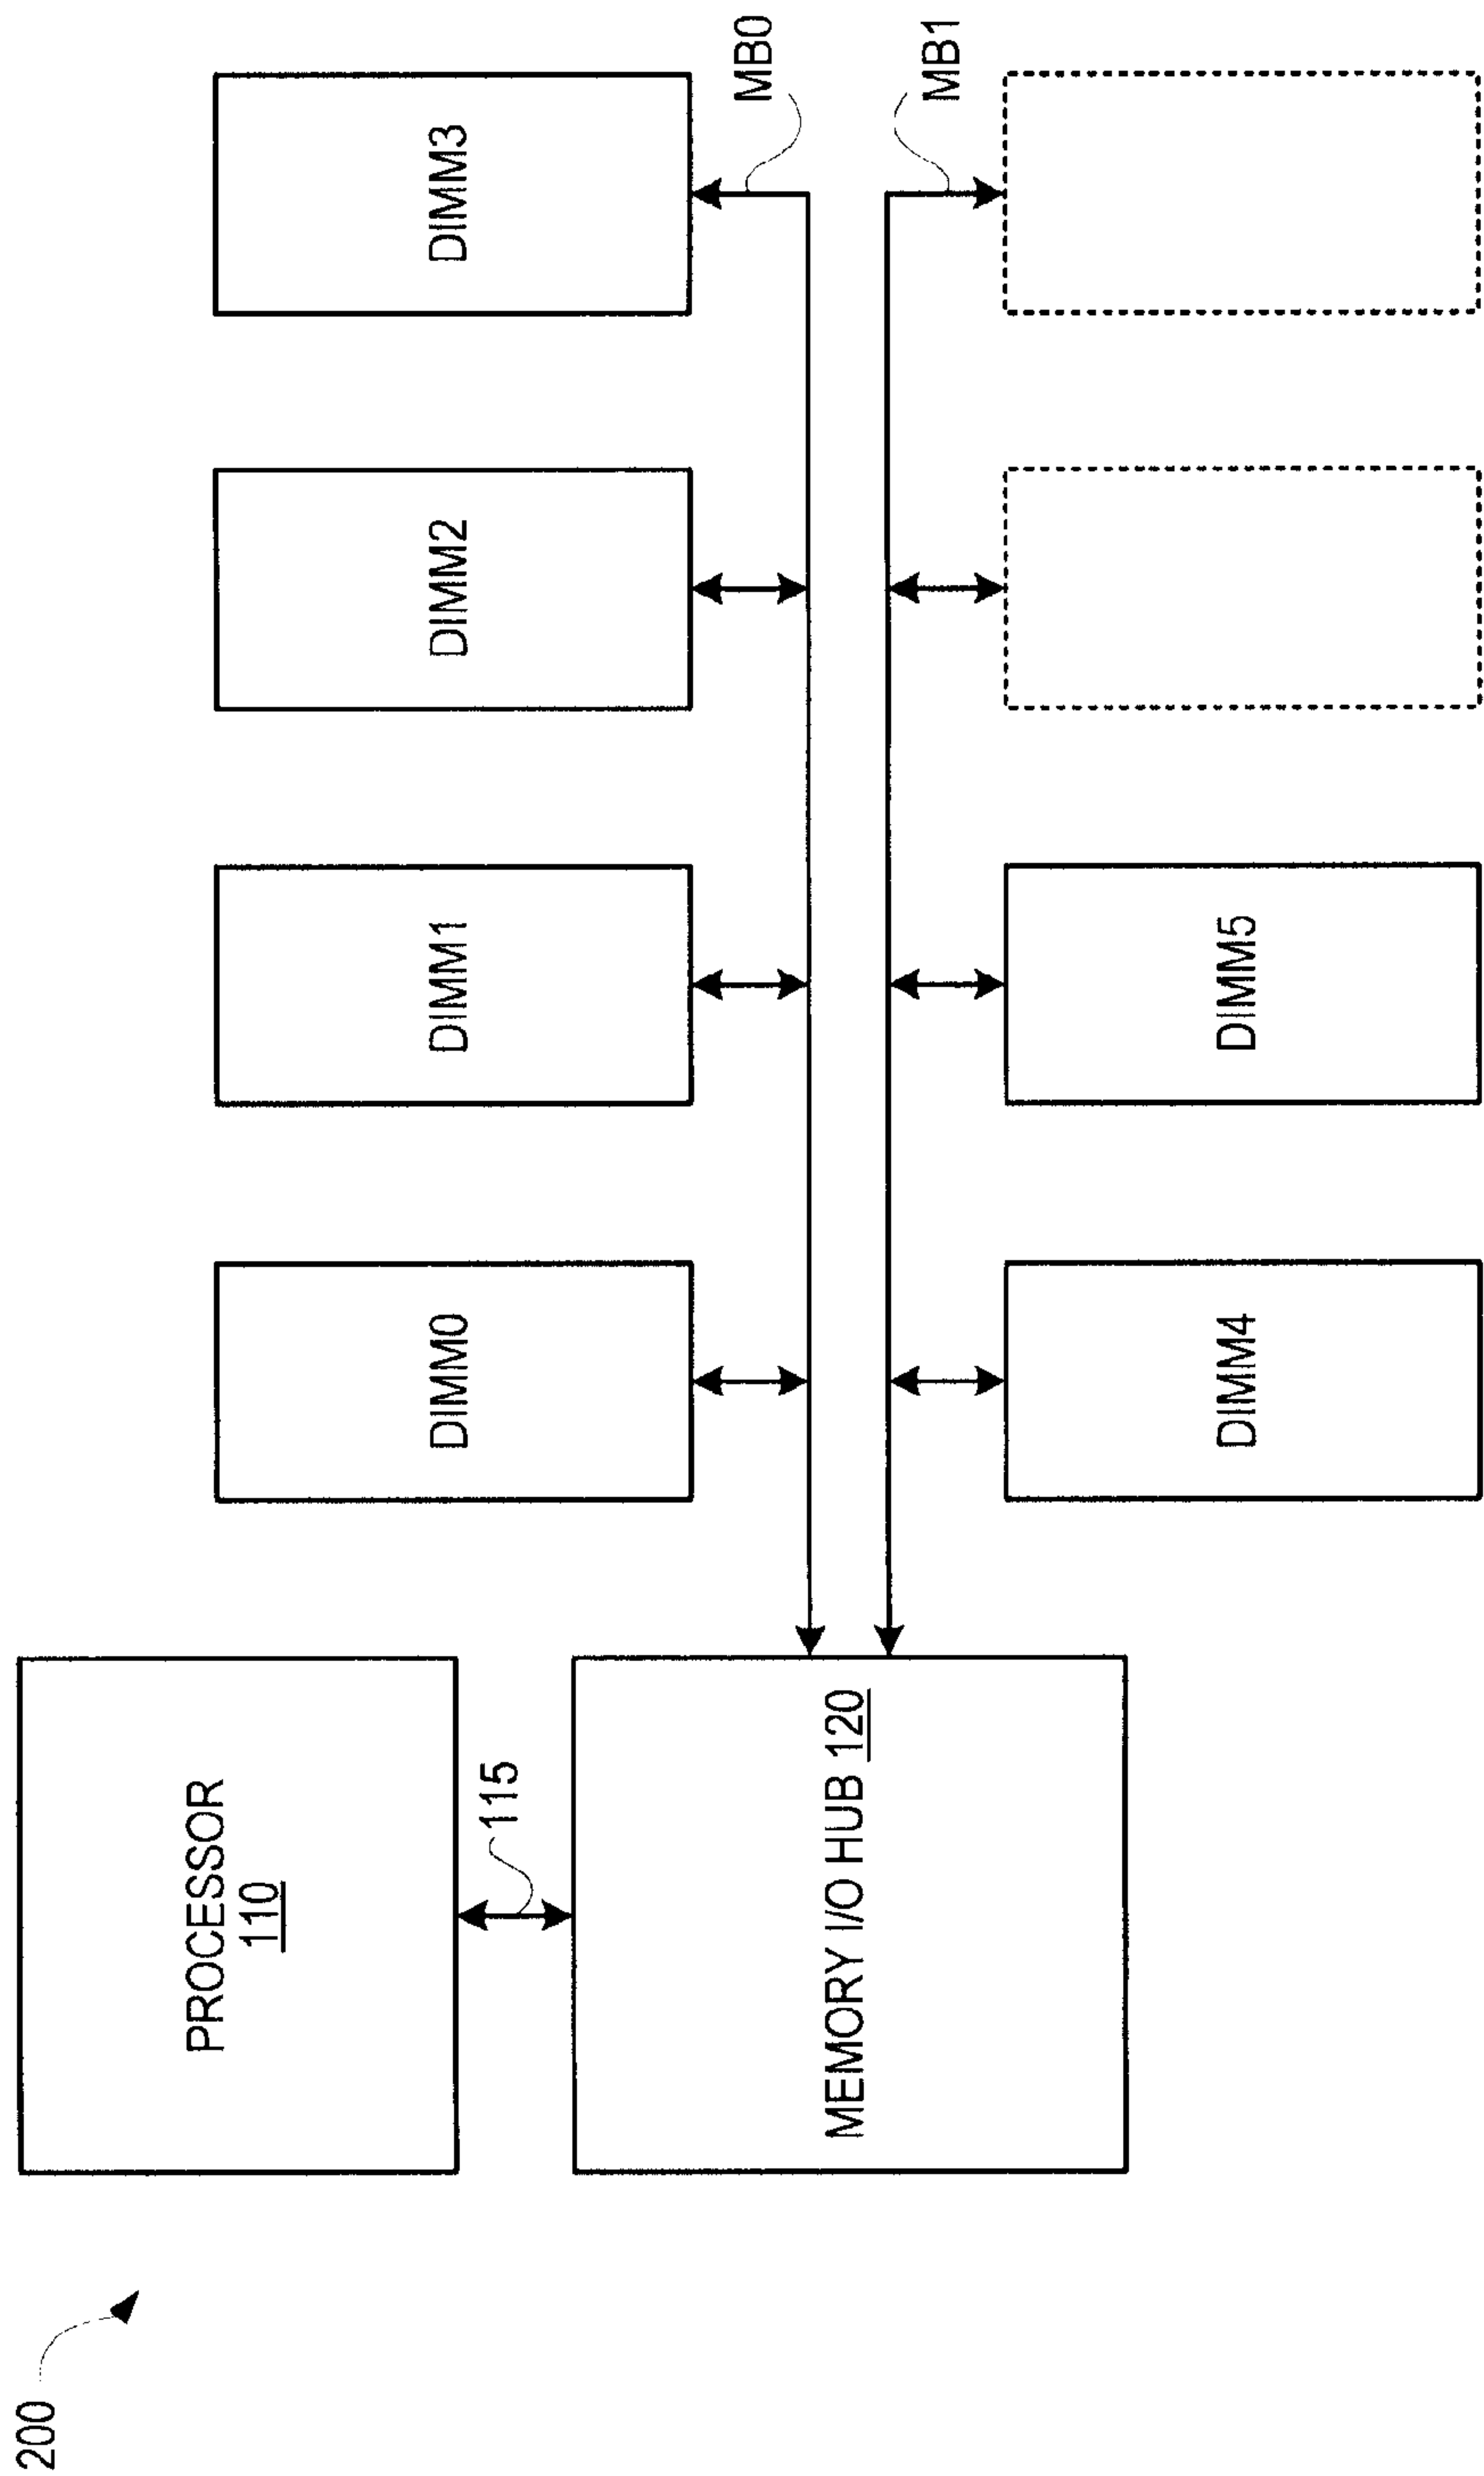 200
PROCESSOR
110
115
MEMORY I/O HUB 120
DIMM0
DIMM1
DIMM2
DIMM3
MB0
MB1
DIMM4
DIMM5